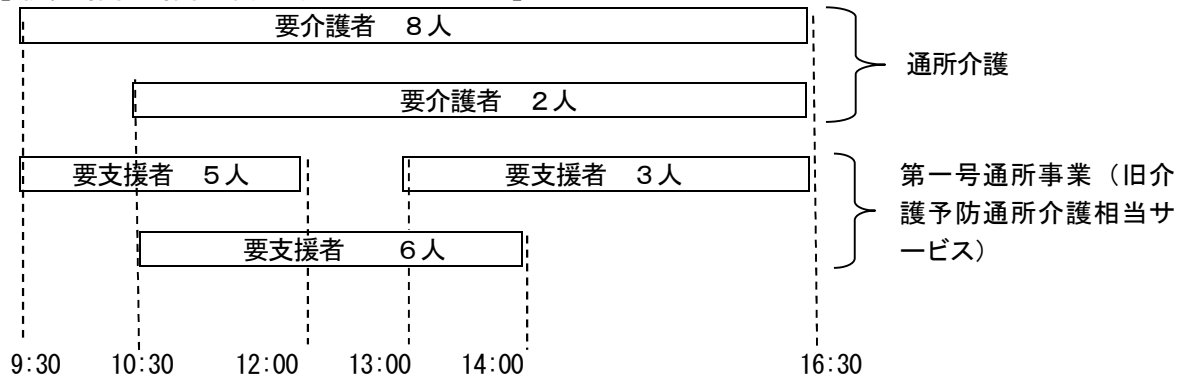 要介護者 8人
要介護者 2人
通所介護
要支援者 5人
要支援者 3人
要支援者 6人
第一号通所事業（旧介
護予防通所介護相当サ
ービス）
9:30 10:30 12:00 13:00 14:00 16:30